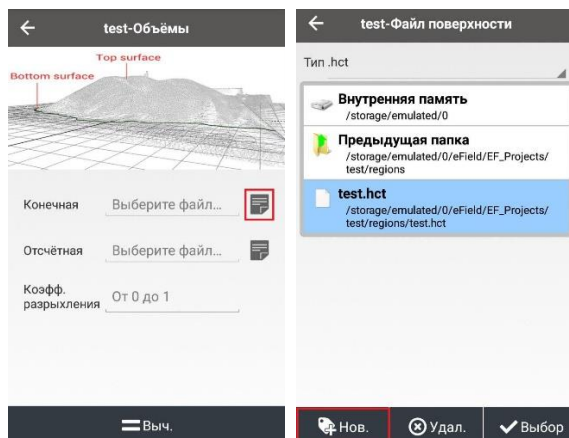 test-Объёмы
Top surface
Bottom surface
Конечная
Выберите файл...
Отсчётная
Выберите файл...
Коэфф.
разрыхления
От 0 до 1
Выч.
test-Файл поверхности
Тип .hct
Внутренняя память
/storage/emulated/0
Предыдущая папка
/storage/emulated/0/eField/EF_Projects/
test/regions
test.hct
/storage/emulated/0/eField/EF_Projects/
test/regions/test.hct
Нов.
Удал.
Выбор